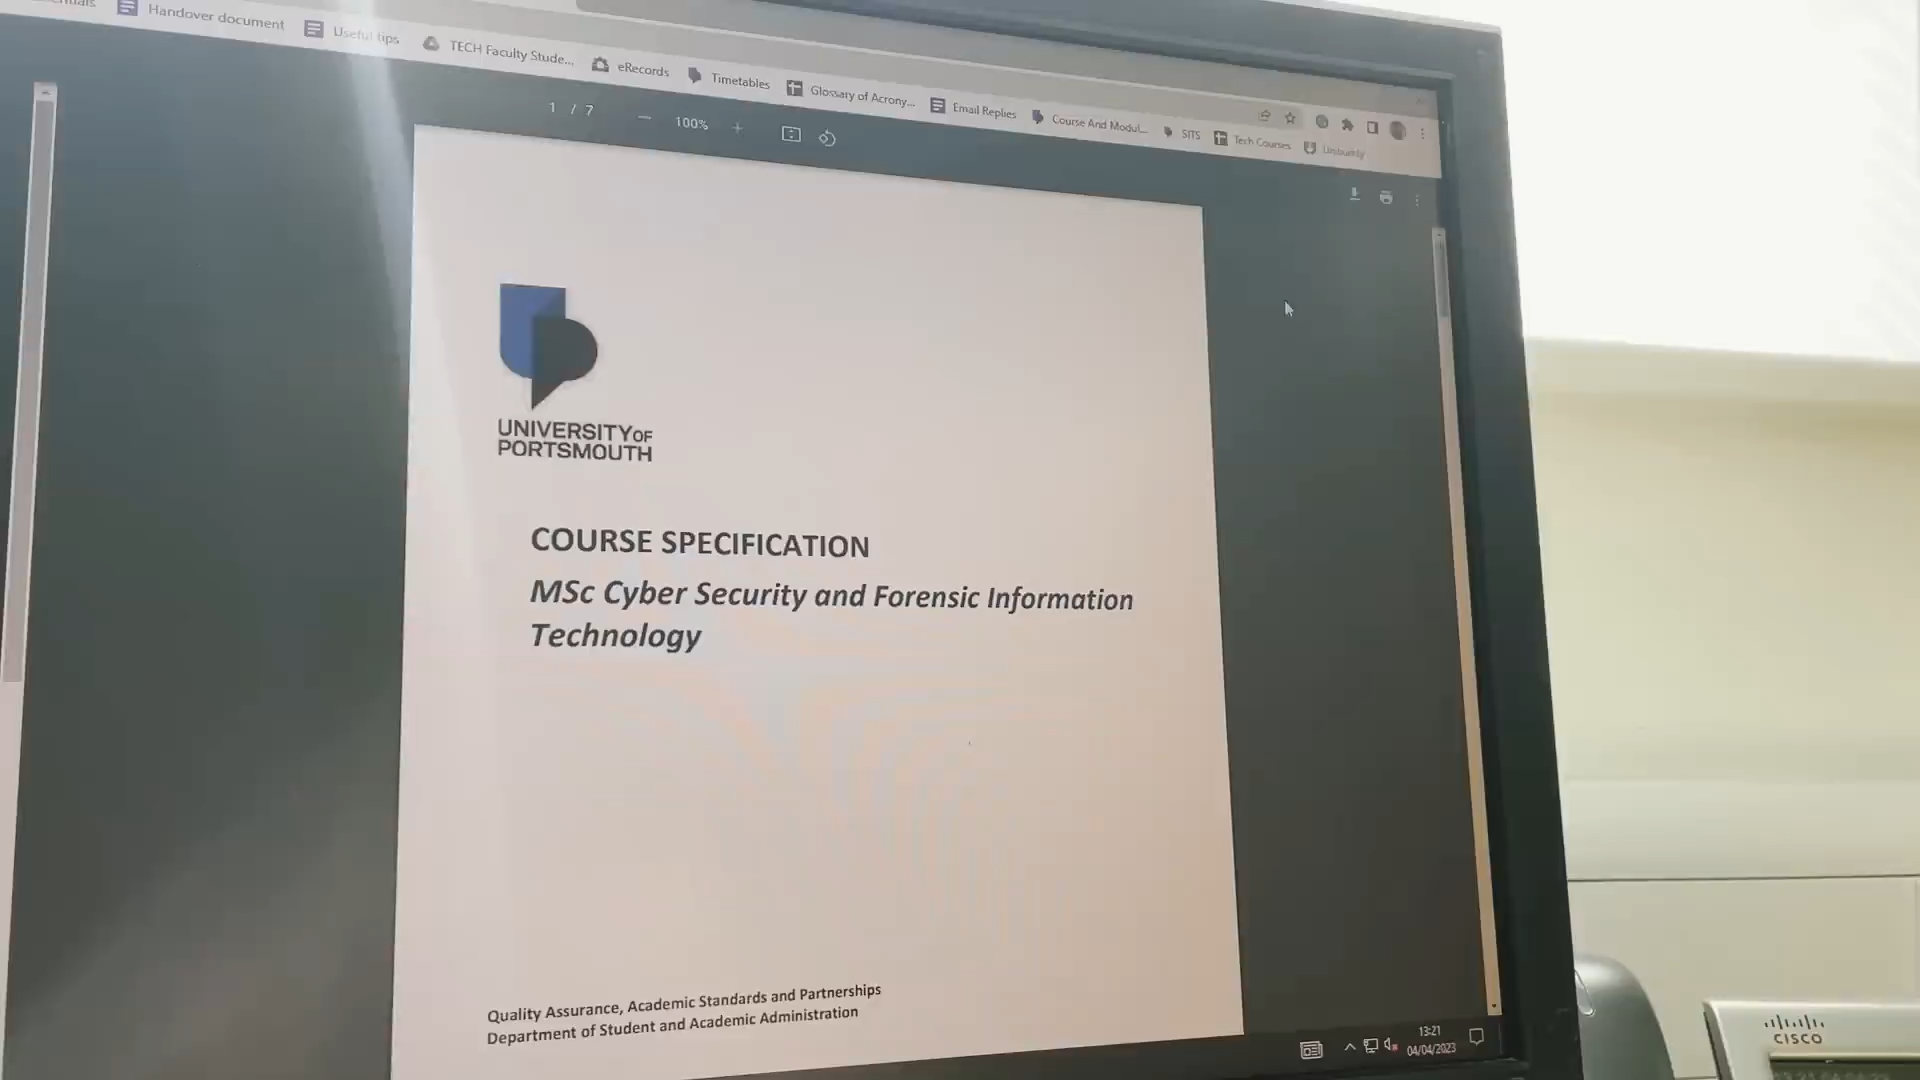 Handover document
Useful tips
TECH Faculty Stude...
eRecords
Timetables
Glossary of Acrony...
Email Replies
Course And Modul...
SITS
Tech Courses
1 / 7
100%
UNIVERSITY OF
PORTSMOUTH
COURSE SPECIFICATION
MSc Cyber Security and Forensic Information
Technology
Quality Assurance, Academic Standards and Partnerships
Department of Student and Academic Administration
13:21
04/04/2023
CISCO